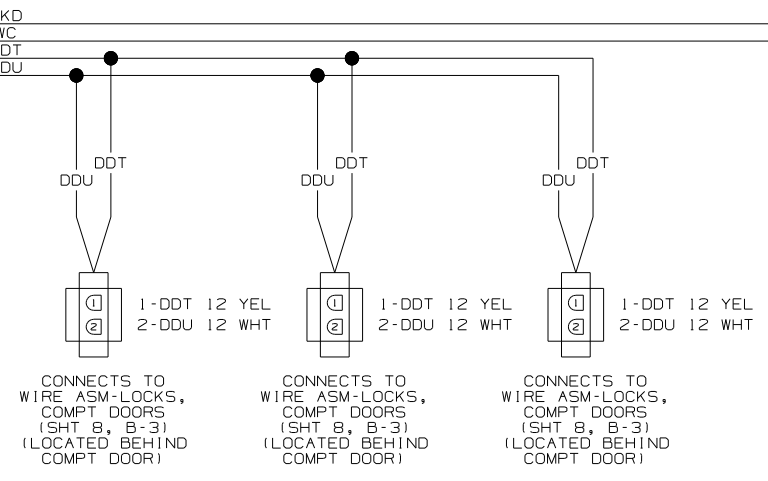 KD
WC
DDT
DDU
DDT
DDT
DDT
DDU
DDU
DDU
1
1-DDT 12 YEL
1
1-DDT 12 YEL
1
1-DDT 12 YEL
2
2-DDU 12 WHT
2
2-DDU 12 WHT
2
2-DDU 12 WHT
CONNECTS TO
WIRE ASM-LOCKS,
COMPT DOORS
(SHT 8, B-3)
(LOCATED BEHIND
COMPT DOOR)
CONNECTS TO
WIRE ASM-LOCKS,
COMPT DOORS
(SHT 8, B-3)
(LOCATED BEHIND
COMPT DOOR)
CONNECTS TO
WIRE ASM-LOCKS,
COMPT DOORS
(SHT 8, B-3)
(LOCATED BEHIND
COMPT DOOR)